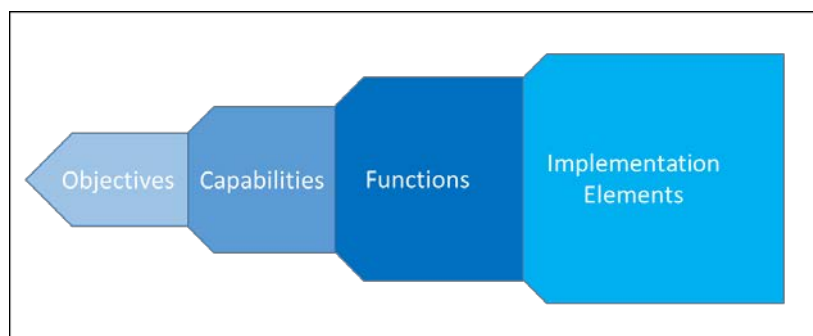 Objectives
Capabilities
Functions
Implementation
Elements